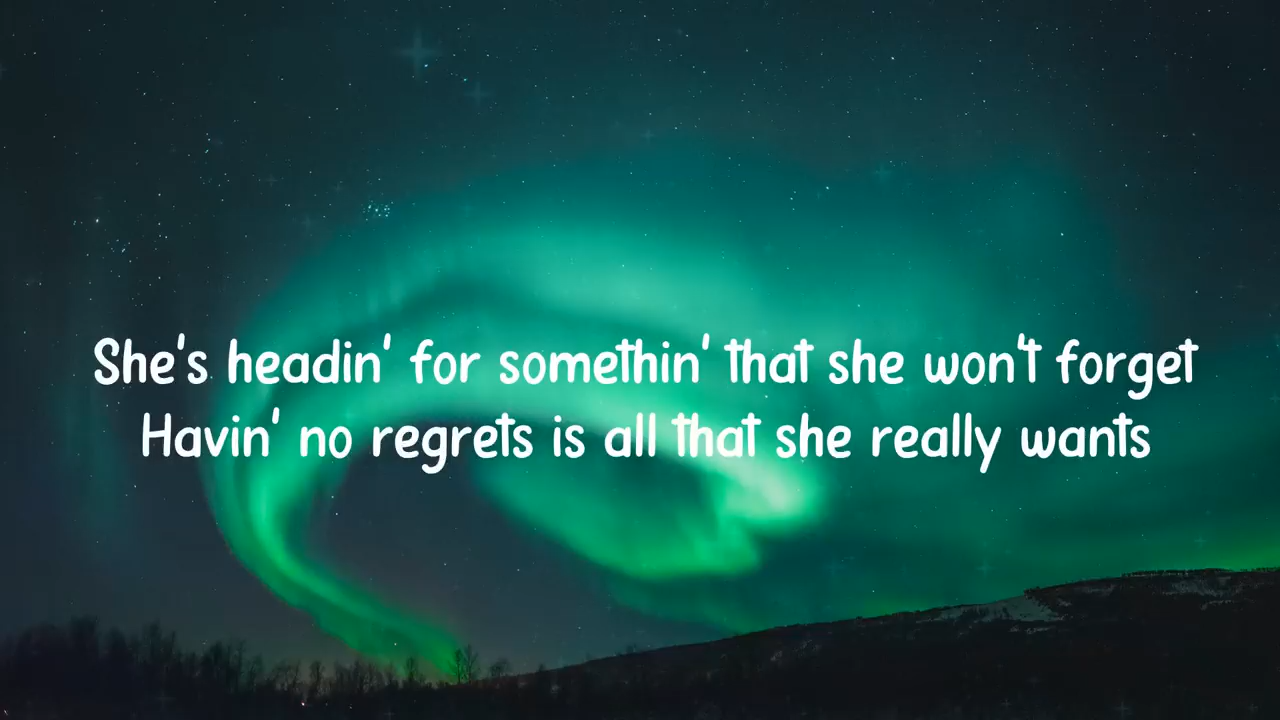 She's headin' for somethin' that she won't forget
Havin' no regrets is all that she really wants